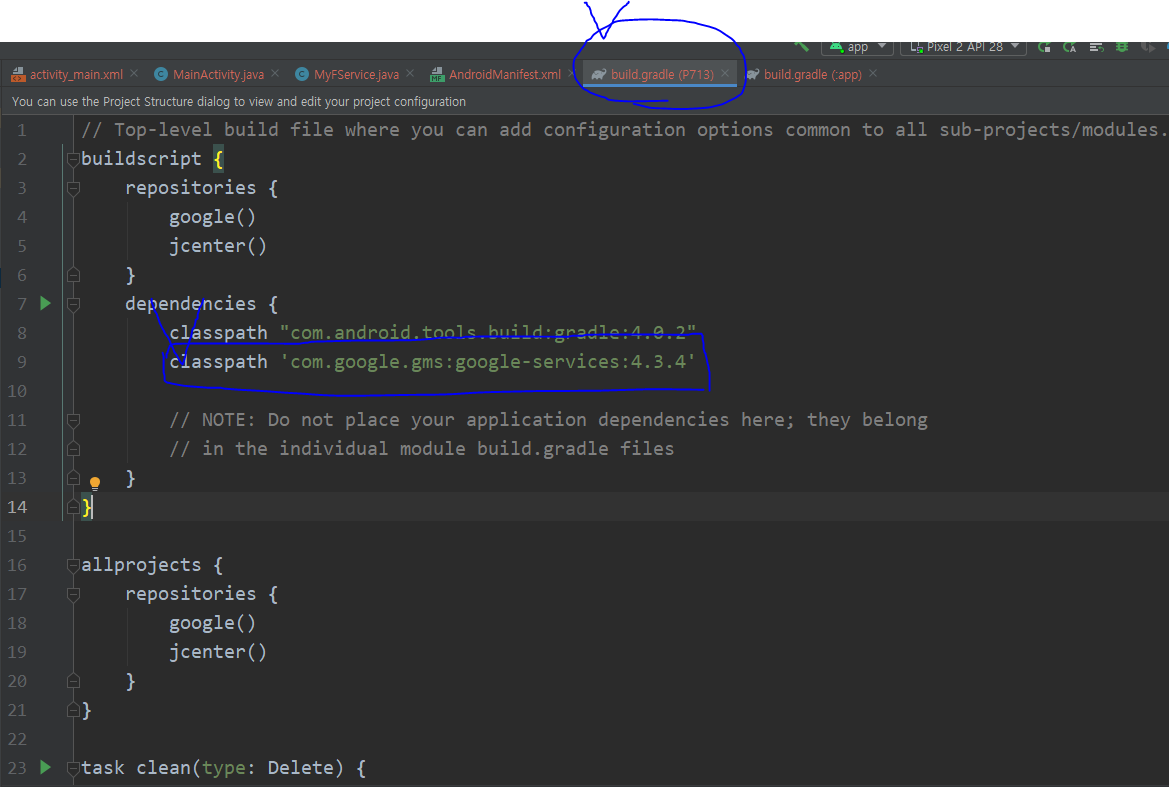 app Pixel 2 API 28
activity_main.xml MainActivity.java MyFService.java AndroidManifest.xml build.gradle (P713) build.gradle (:app)
You can use the Project Structure dialog to view and edit your project configuration
1 // Top-level build file where you can add configuration options common to all sub-projects/modules.
2 buildscript {
3 repositories {
4 google()
5 jcenter()
6 }
7 dependencies {
8 classpath "com.android.tools.build:gradle:4.0.2"
9 classpath 'com.google.gms:google-services:4.3.4'
10
11 // NOTE: Do not place your application dependencies here; they belong
12 // in the individual module build.gradle files
13 }
14 }
15
16 allprojects {
17 repositories {
18 google()
19 jcenter()
20 }
21 }
22
23 task clean(type: Delete) {